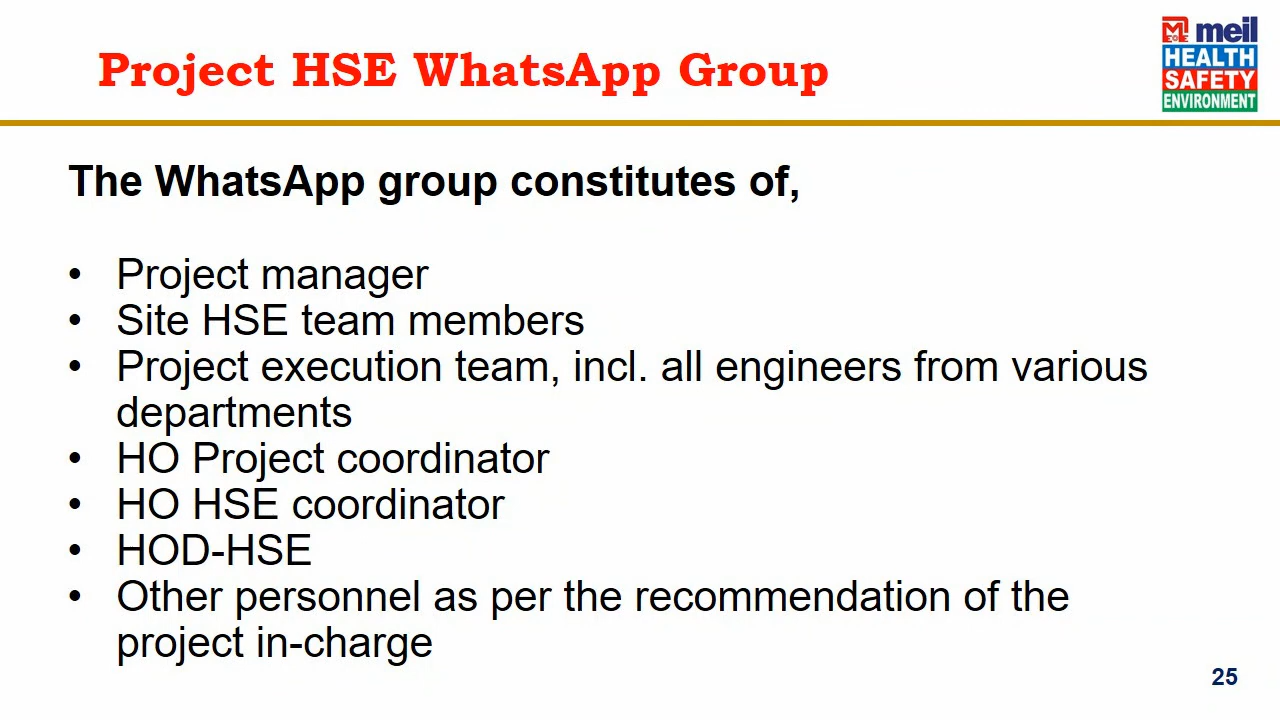 Project HSE WhatsApp Group
meil
HEALTH
SAFETY
ENVIRONMENT
The WhatsApp group constitutes of,
• Project manager
• Site HSE team members
• Project execution team, incl. all engineers from various
departments
• HO Project coordinator
• HO HSE coordinator
• HOD-HSE
• Other personnel as per the recommendation of the
project in-charge
25